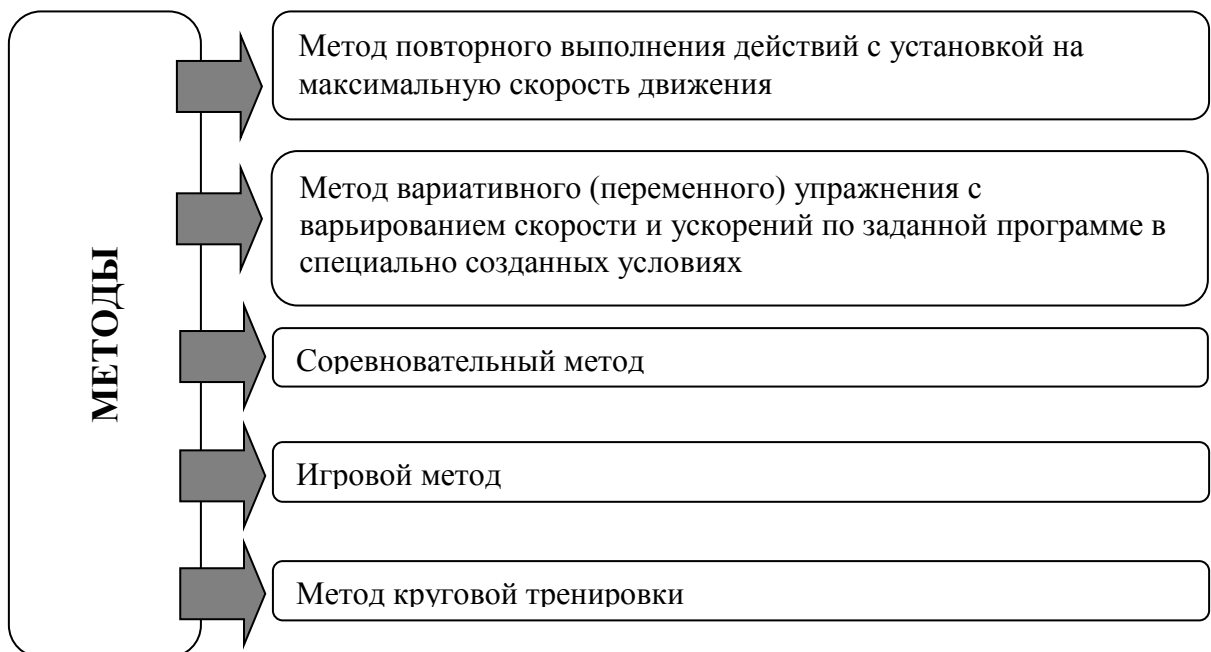 МЕТОДЫ
Метод повторного выполнения действий с установкой на
максимальную скорость движения
Метод вариативного (переменного) упражнения с
варьированием скорости и ускорений по заданной программе в
специально созданных условиях
Соревновательный метод
Игровой метод
Метод круговой тренировки